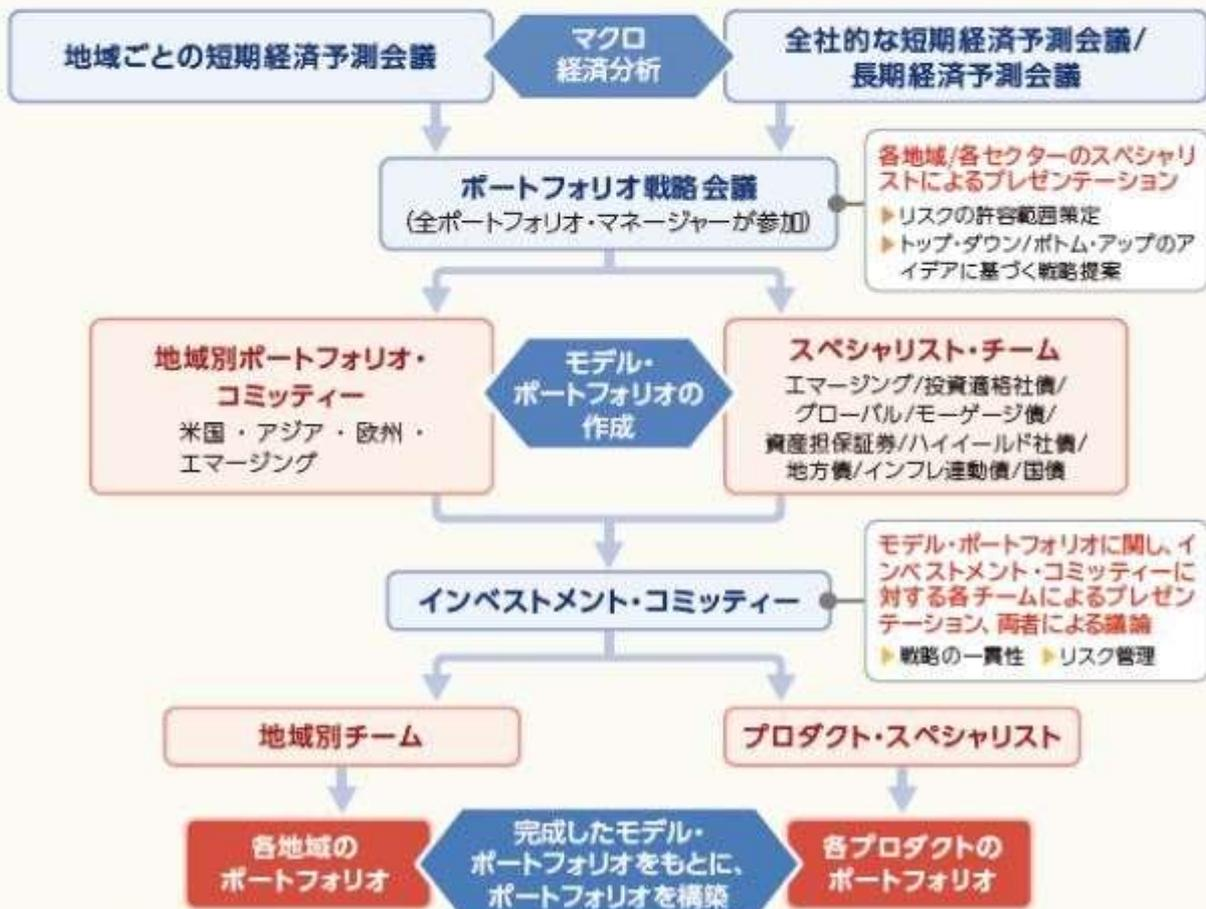 地域ごとの短期経済予測会議
マクロ
経済分析
全社的な短期経済予測会議/
長期経済予測会議
ポートフォリオ戦略会議
(全ポートフォリオ・マネージャーが参加)
各地域/各セクターのスペシャリ
ストによるプレゼンテーション
▶リスクの許容範囲策定
▶トップ・ダウン/ボトム・アップのア
イデアに基づく戦略提案
地域別ポートフォリオ・
コミッティー
米国・アジア・欧州・
エマージング
モデル・
ポートフォリオの
作成
スペシャリスト・チーム
エマージング/投資適格社債/
グローバル/モーゲージ債/
資産担保証券/ハイイールド社債/
地方債/インフレ連動債/国債
インベストメント・コミッティー
モデル・ポートフォリオに関し、イ
ンベストメント・コミッティーに
対する各チームによるプレゼン
テーション、両者による議論
▶戦略の一貫性 ▶リスク管理
地域別チーム
プロダクト・スペシャリスト
各地域の
ポートフォリオ
完成したモデル・
ポートフォリオをもとに、
ポートフォリオを構築
各プロダクトの
ポートフォリオ